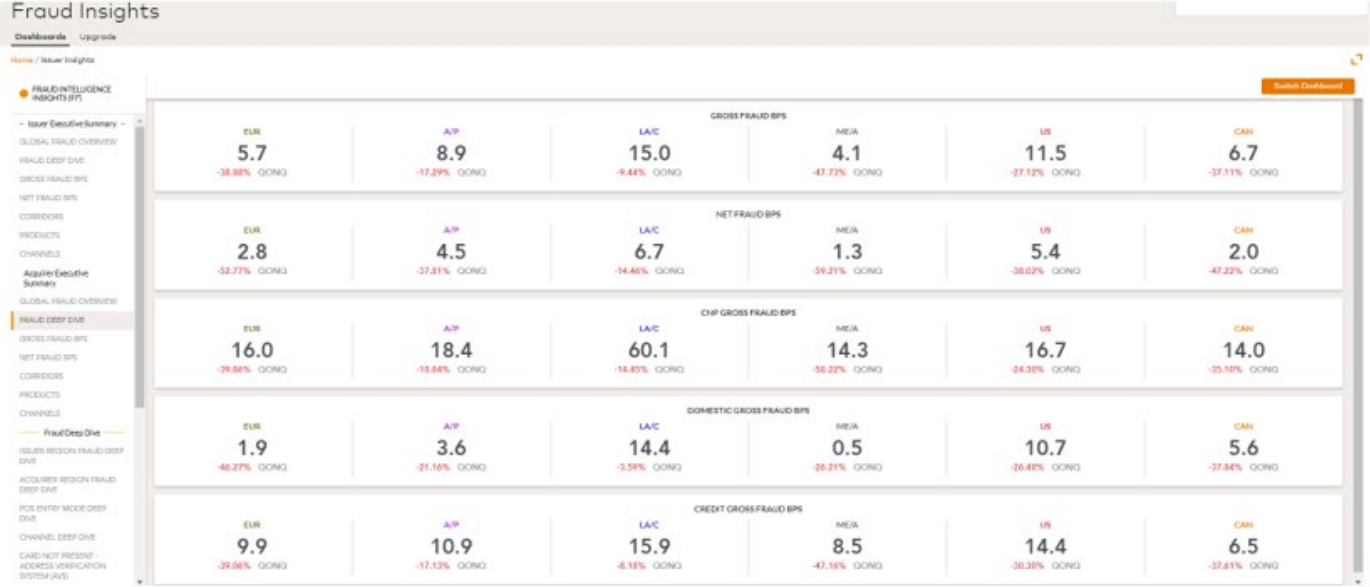 Fraud Insights
Dashboards Upgrade
Home / Issuer Insights
FRAUD INTELLIGENCE
INSIGHTS (FI²)
Switch Dashboard
– Issuer Executive Summary –
GLOBAL FRAUD OVERVIEW
FRAUD DEEP DIVE
GROSS FRAUD BPS
NET FRAUD BPS
CORRIDORS
PRODUCTS
CHANNELS
Acquirer Executive
Summary
GLOBAL FRAUD OVERVIEW
FRAUD DEEP DIVE
GROSS FRAUD BPS
NET FRAUD BPS
CORRIDORS
PRODUCTS
CHANNELS
Fraud Deep Dive
ISSUER REGION FRAUD DEEP
DIVE
ACQUIRER REGION FRAUD
DEEP DIVE
POS ENTRY MODE DEEP
DIVE
CHANNEL DEEP DIVE
CARD NOT PRESENT -
ADDRESS VERIFICATION
SYSTEM (AVS)
GROSS FRAUD BPS
EUR A/P LA/C ME/A US CAN
5.7 8.9 15.0 4.1 11.5 6.7
-38.88% QONQ -17.29% QONQ -9.44% QONQ -47.73% QONQ -27.12% QONQ -37.11% QONQ
NET FRAUD BPS
EUR A/P LA/C ME/A US CAN
2.8 4.5 6.7 1.3 5.4 2.0
-52.77% QONQ -37.81% QONQ -14.46% QONQ -59.21% QONQ -38.02% QONQ -47.22% QONQ
CNP GROSS FRAUD BPS
EUR A/P LA/C ME/A US CAN
16.0 18.4 60.1 14.3 16.7 14.0
-39.86% QONQ -18.84% QONQ -14.45% QONQ -50.22% QONQ -24.30% QONQ -35.10% QONQ
DOMESTIC GROSS FRAUD BPS
EUR A/P LA/C ME/A US CAN
1.9 3.6 14.4 0.5 10.7 5.6
-46.27% QONQ -21.16% QONQ -3.59% QONQ -26.21% QONQ -26.48% QONQ -37.84% QONQ
CREDIT GROSS FRAUD BPS
EUR A/P LA/C ME/A US CAN
9.9 10.9 15.9 8.5 14.4 6.5
-39.06% QONQ -17.13% QONQ -8.18% QONQ -47.16% QONQ -30.30% QONQ -37.61% QONQ